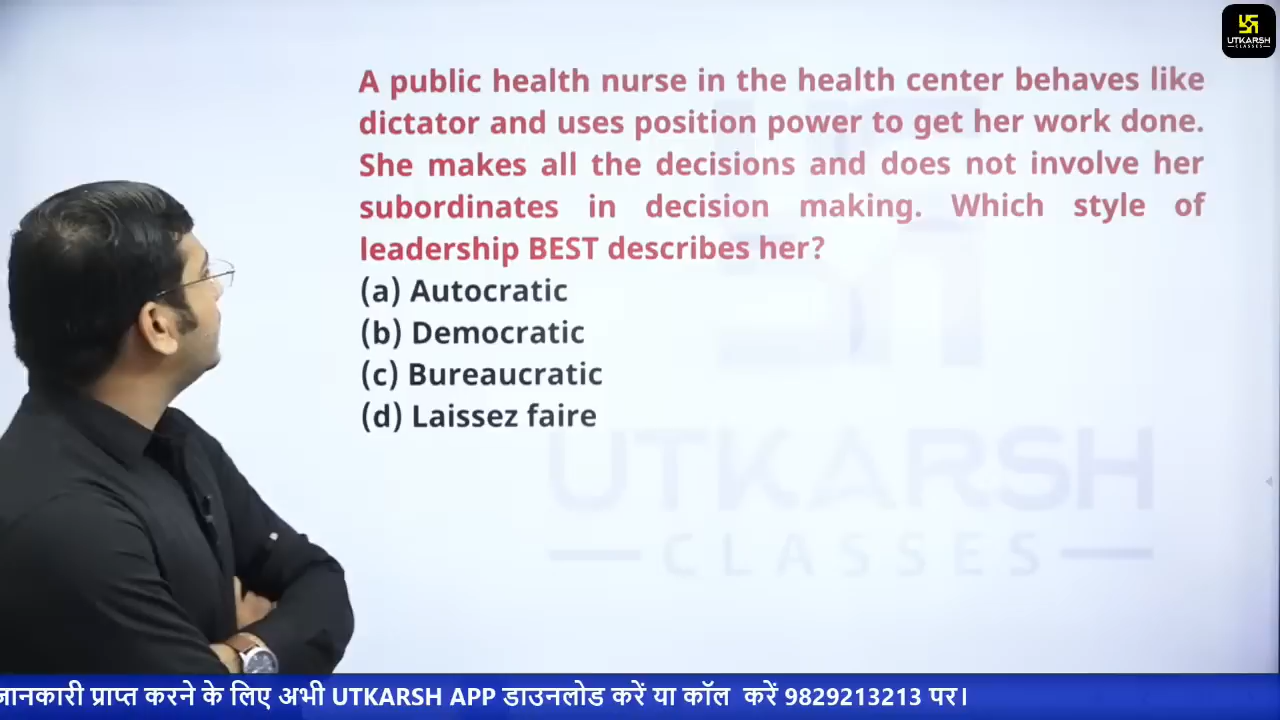 UTKARSH
CLASSES
A public health nurse in the health center behaves like
dictator and uses position power to get her work done.
She makes all the decisions and does not involve her
subordinates in decision making. Which style of
leadership BEST describes her?
(a) Autocratic
(b) Democratic
(c) Bureaucratic
(d) Laissez faire
UTKARSH
CLASSES
जानकारी प्राप्त करने के लिए अभी UTKARSH APP डाउनलोड करें या कॉल करें 9829213213 पर।